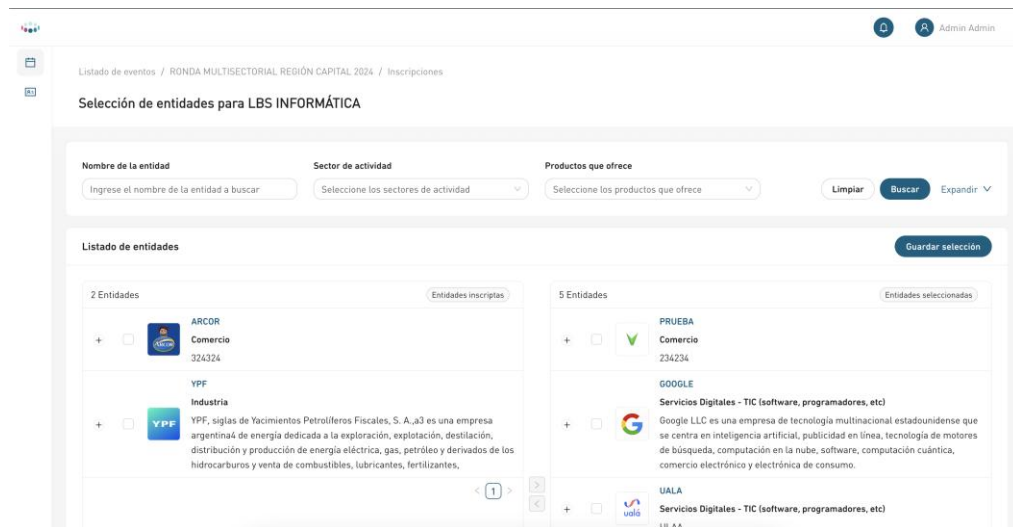 Admin Admin
Listado de eventos / RONDA MULTISECTORIAL REGIÓN CAPITAL 2024 / Inscripciones
Selección de entidades para LBS INFORMÁTICA
Nombre de la entidad
Sector de actividad
Productos que ofrece
Ingrese el nombre de la entidad a buscar
Seleccione los sectores de actividad
Seleccione los productos que ofrece
Limpiar
Buscar
Expandir
Listado de entidades
Guardar selección
2 Entidades
Entidades inscriptas
ARCOR
Comercio
324324
YPF
YPF
Industria
YPF, siglas de Yacimientos Petrolíferos Fiscales, S. A.,a3 es una empresa
argentina4 de energía dedicada a la exploración, explotación, destilación,
distribución y producción de energía eléctrica, gas, petróleo y derivados de los
hidrocarburos y venta de combustibles, lubricantes, fertilizantes,
< 1 >
5 Entidades
Entidades seleccionadas
PRUEBA
Comercio
234234
GOOGLE
Servicios Digitales - TIC (software, programadores, etc)
Google LLC es una empresa de tecnología multinacional estadounidense que
se centra en inteligencia artificial, publicidad en línea, tecnología de motores
de búsqueda, computación en la nube, software, computación cuántica,
comercio electrónico y electrónica de consumo.
ualá
UALA
Servicios Digitales - TIC (software, programadores, etc)